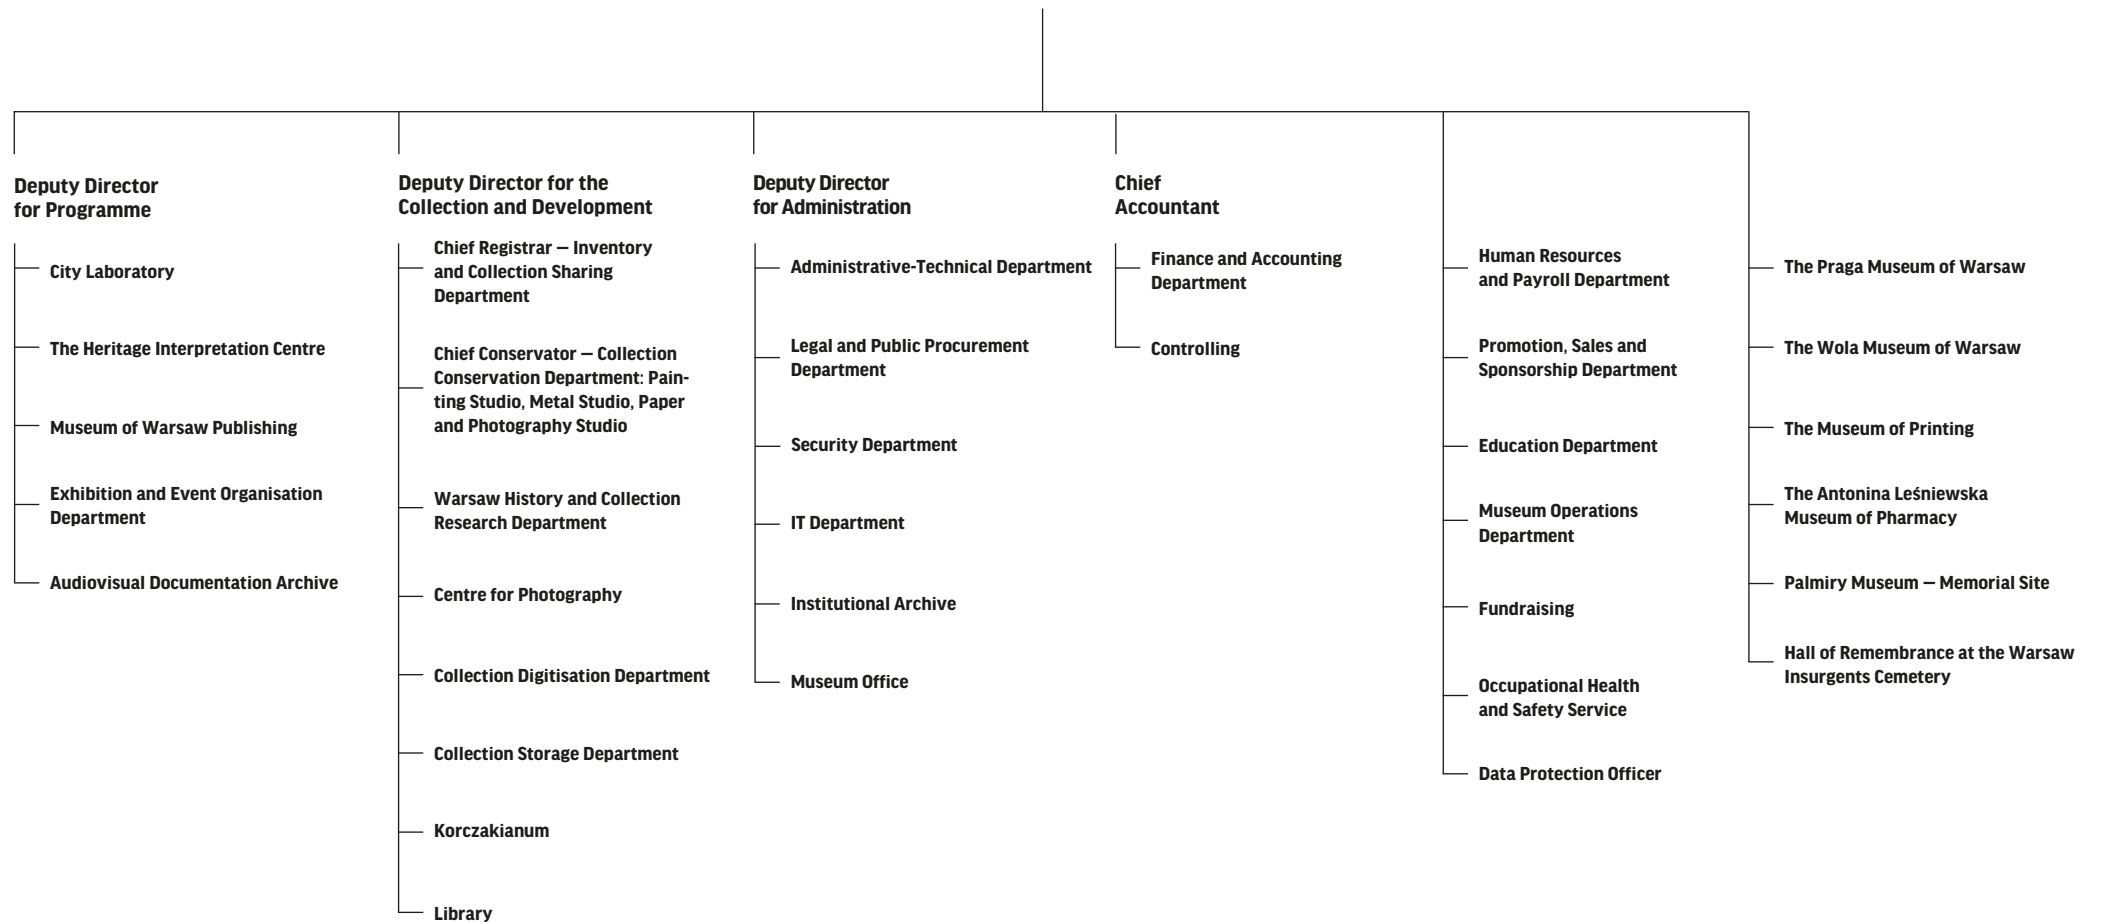 Deputy Director
for Programme
City Laboratory
The Heritage Interpretation Centre
Museum of Warsaw Publishing
Exhibition and Event Organisation
Department
Audiovisual Documentation Archive
Deputy Director for the
Collection and Development
Chief Registrar – Inventory
and Collection Sharing
Department
Chief Conservator – Collection
Conservation Department: Pain-
ting Studio, Metal Studio, Paper
and Photography Studio
Warsaw History and Collection
Research Department
Centre for Photography
Collection Digitisation Department
Collection Storage Department
Korczakianum
Library
Deputy Director
for Administration
Administrative-Technical Department
Legal and Public Procurement
Department
Security Department
IT Department
Institutional Archive
Museum Office
Chief
Accountant
Finance and Accounting
Department
Controlling
Human Resources
and Payroll Department
Promotion, Sales and
Sponsorship Department
Education Department
Museum Operations
Department
Fundraising
Occupational Health
and Safety Service
Data Protection Officer
The Praga Museum of Warsaw
The Wola Museum of Warsaw
The Museum of Printing
The Antonina Leśniewska
Museum of Pharmacy
Palmiry Museum – Memorial Site
Hall of Remembrance at the Warsaw
Insurgents Cemetery